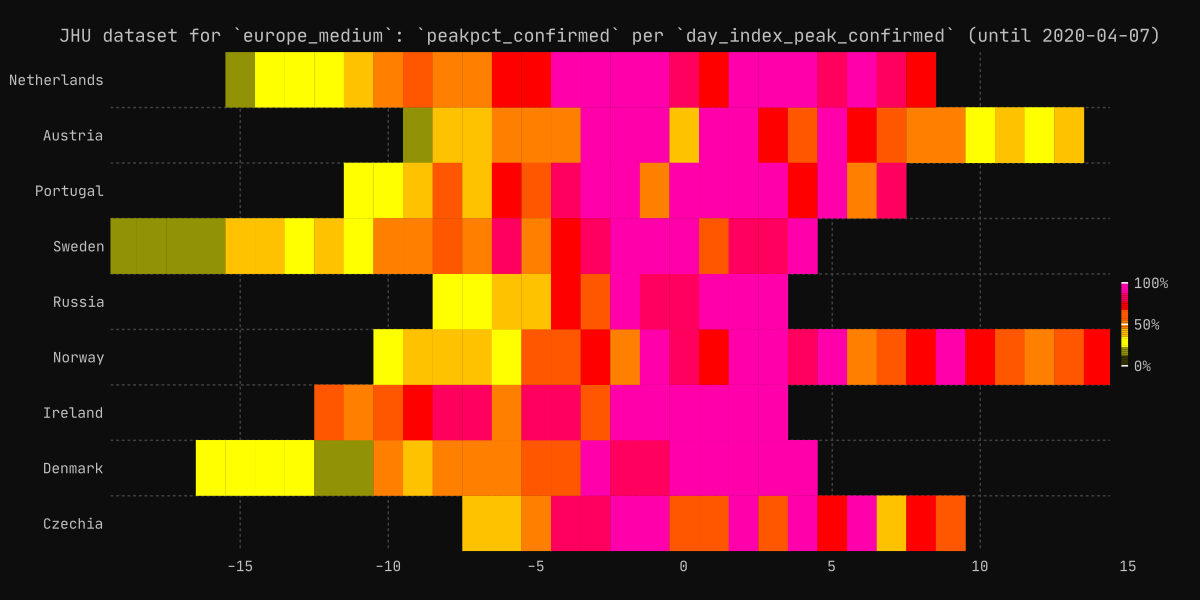 JHU dataset for `europe_medium`: `peakpct_confirmed` per `day_index_peak_confirmed` (until 2020-04-07)
Netherlands
Austria
Portugal
Sweden
Russia
Norway
Ireland
Denmark
Czechia
100%
50%
0%
-15 -10 -5 0 5 10 15